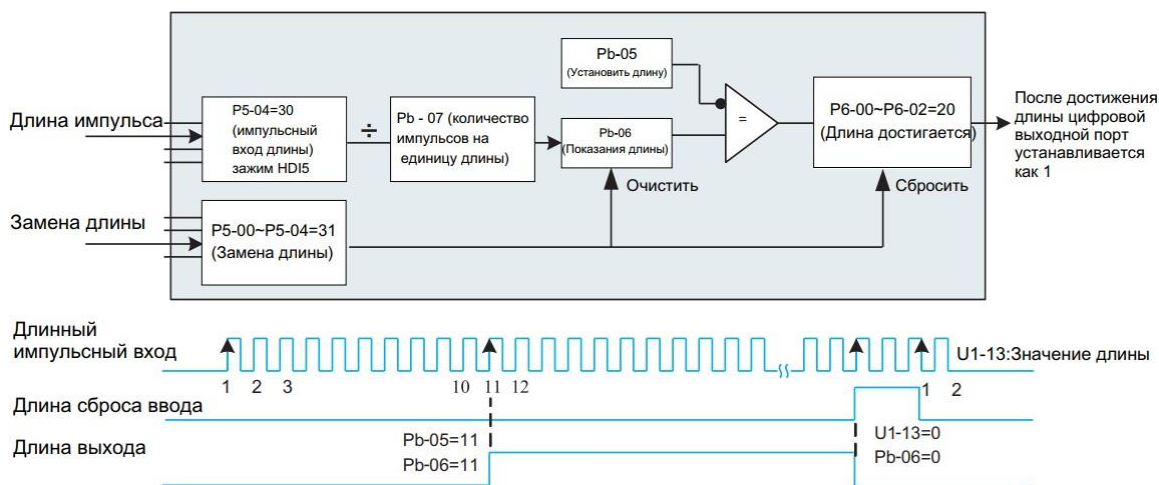 Длина импульса
P5-04=30
(импульсный
вход длины)
зажим HDI5
÷
Pb - 07 (количество
импульсов на
единицу длины)
Pb-05
(Установить длину)
Pb-06
(Показания длины)
=
P6-00~P6-02=20
(Длина достигается)
После достижения
длины цифровой
выходной порт
устанавливается
как 1
Очистить
Сбросить
Замена длины
P5-00~P5-04=31
(Замена длины)
Длинный
импульсный вход
U1-13:Значение длины
1 2 3 10 11 12 1 2
Длина сброса ввода
Длина выхода
Pb-05=11
Pb-06=11
U1-13=0
Pb-06=0